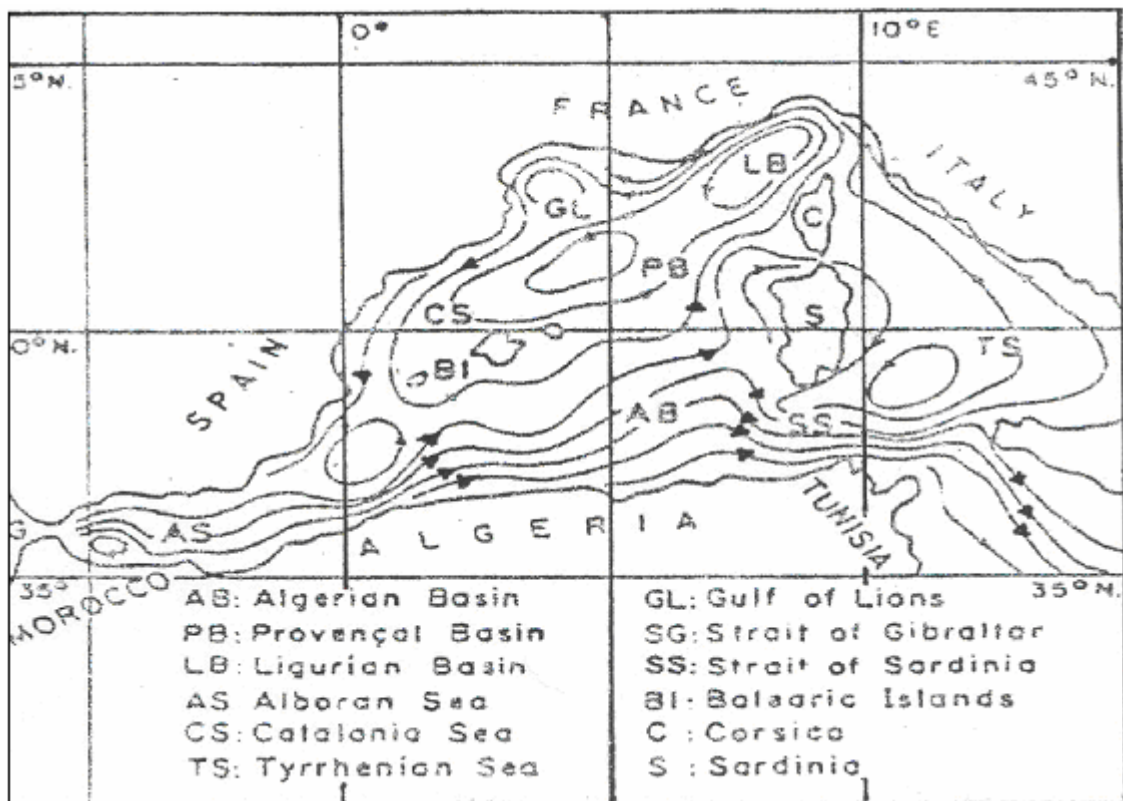 0°
10°E
5°N.
45°N.
FRANCE
ITALY
LB
GL
C
PB
CS
S
0°N.
BI
TS
SPAIN
AB
SS
G
AS
ALGERIA
TUNISIA
35°
35°N.
MOROCCO
AB: Algerian Basin
PB: Provençal Basin
LB: Ligurian Basin
AS Alboran Sea
CS: Catalonia Sea
TS: Tyrrhenian Sea
GL: Gulf of Lions
SG: Strait of Gibraltar
SS: Strait of Sardinia
BI: Balearic Islands
C : Corsica
S : Sardinia